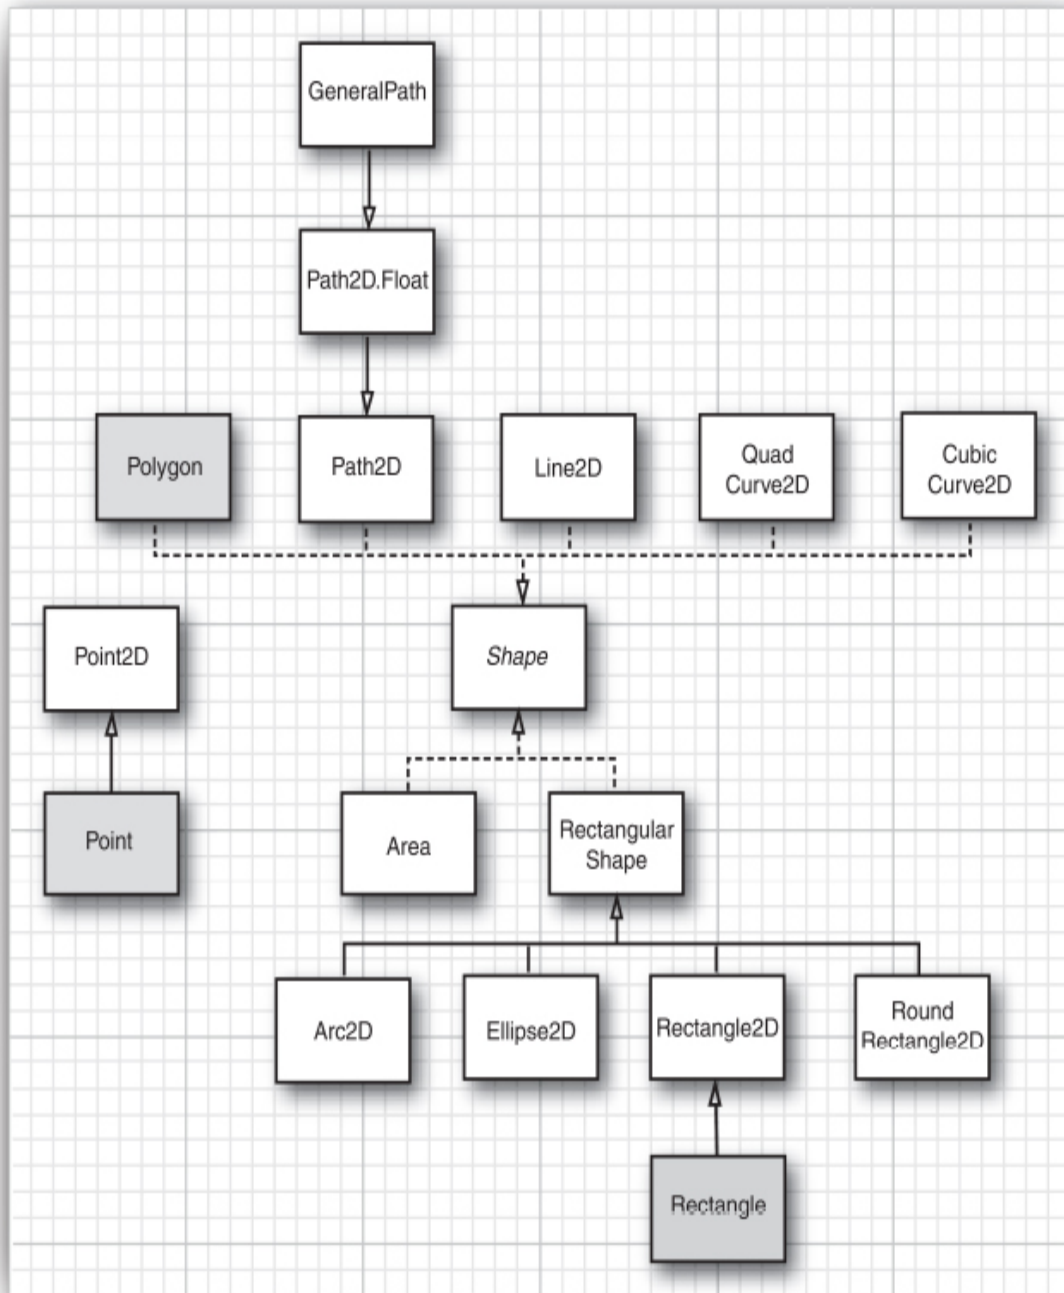 GeneralPath
Path2D.Float
Polygon
Path2D
Line2D
Quad
Curve2D
Cubic
Curve2D
Point2D
Shape
Point
Area
Rectangular
Shape
Arc2D
Ellipse2D
Rectangle2D
Round
Rectangle2D
Rectangle